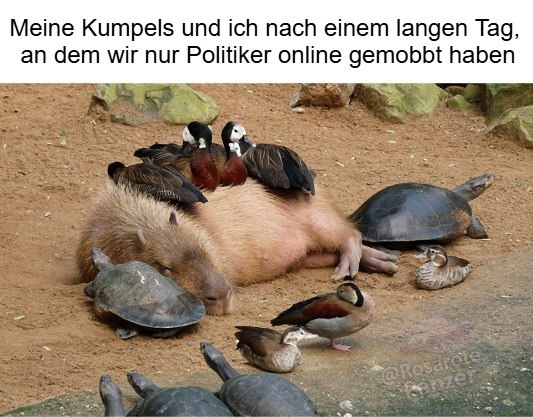 Meine Kumpels und ich nach einem langen Tag,
an dem wir nur Politiker online gemobbt haben
@Rosarote
Panzer